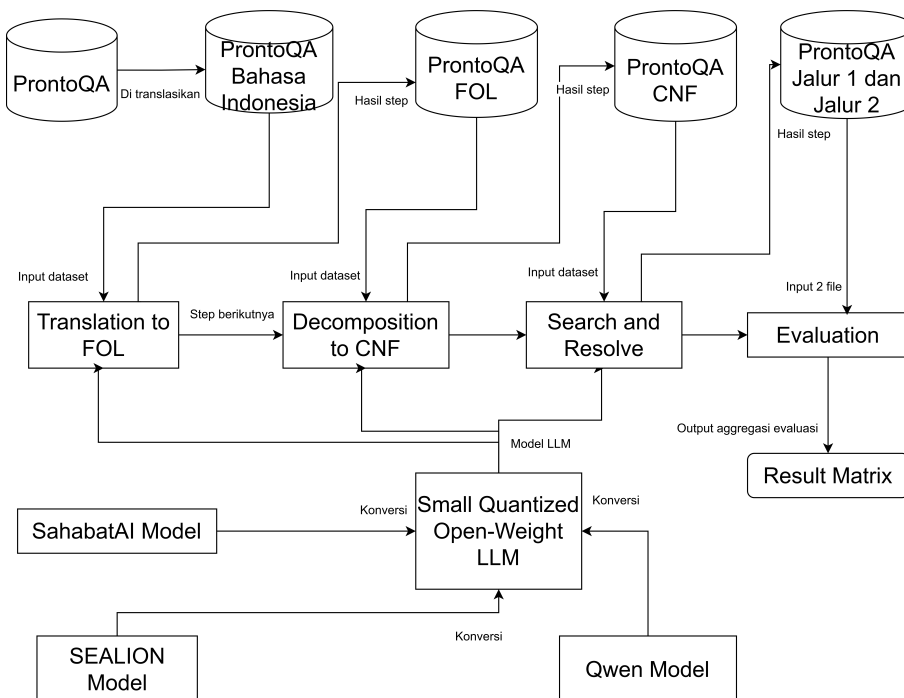 ProntoQA
Di translasikan
ProntoQA
Bahasa
Indonesia
ProntoQA
FOL
Hasil step
ProntoQA
CNF
Hasil step
ProntoQA
Jalur 1 dan
Jalur 2
Hasil step
Input dataset
Input dataset
Input dataset
Input 2 file
Translation to
FOL
Step berikutnya
Decomposition
to CNF
Search and
Resolve
Evaluation
Output aggregasi evaluasi
Model LLM
Result Matrix
Konversi
Small Quantized
Open-Weight
LLM
Konversi
SahabatAI Model
Konversi
SEALION
Model
Qwen Model